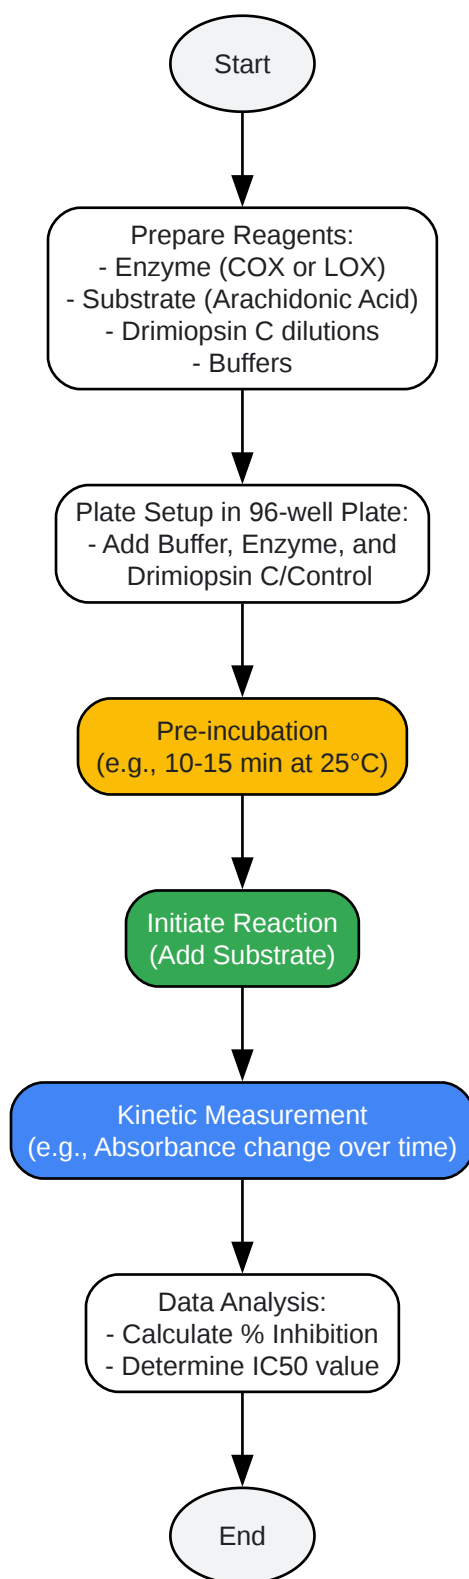 Start
Prepare Reagents:
- Enzyme (COX or LOX)
- Substrate (Arachidonic Acid)
- Drimiopsin C dilutions
- Buffers
Plate Setup in 96-well Plate:
- Add Buffer, Enzyme, and
Drimiopsin C/Control
Pre-incubation
(e.g., 10-15 min at 25°C)
Initiate Reaction
(Add Substrate)
Kinetic Measurement
(e.g., Absorbance change over time)
Data Analysis:
- Calculate % Inhibition
- Determine IC50 value
End